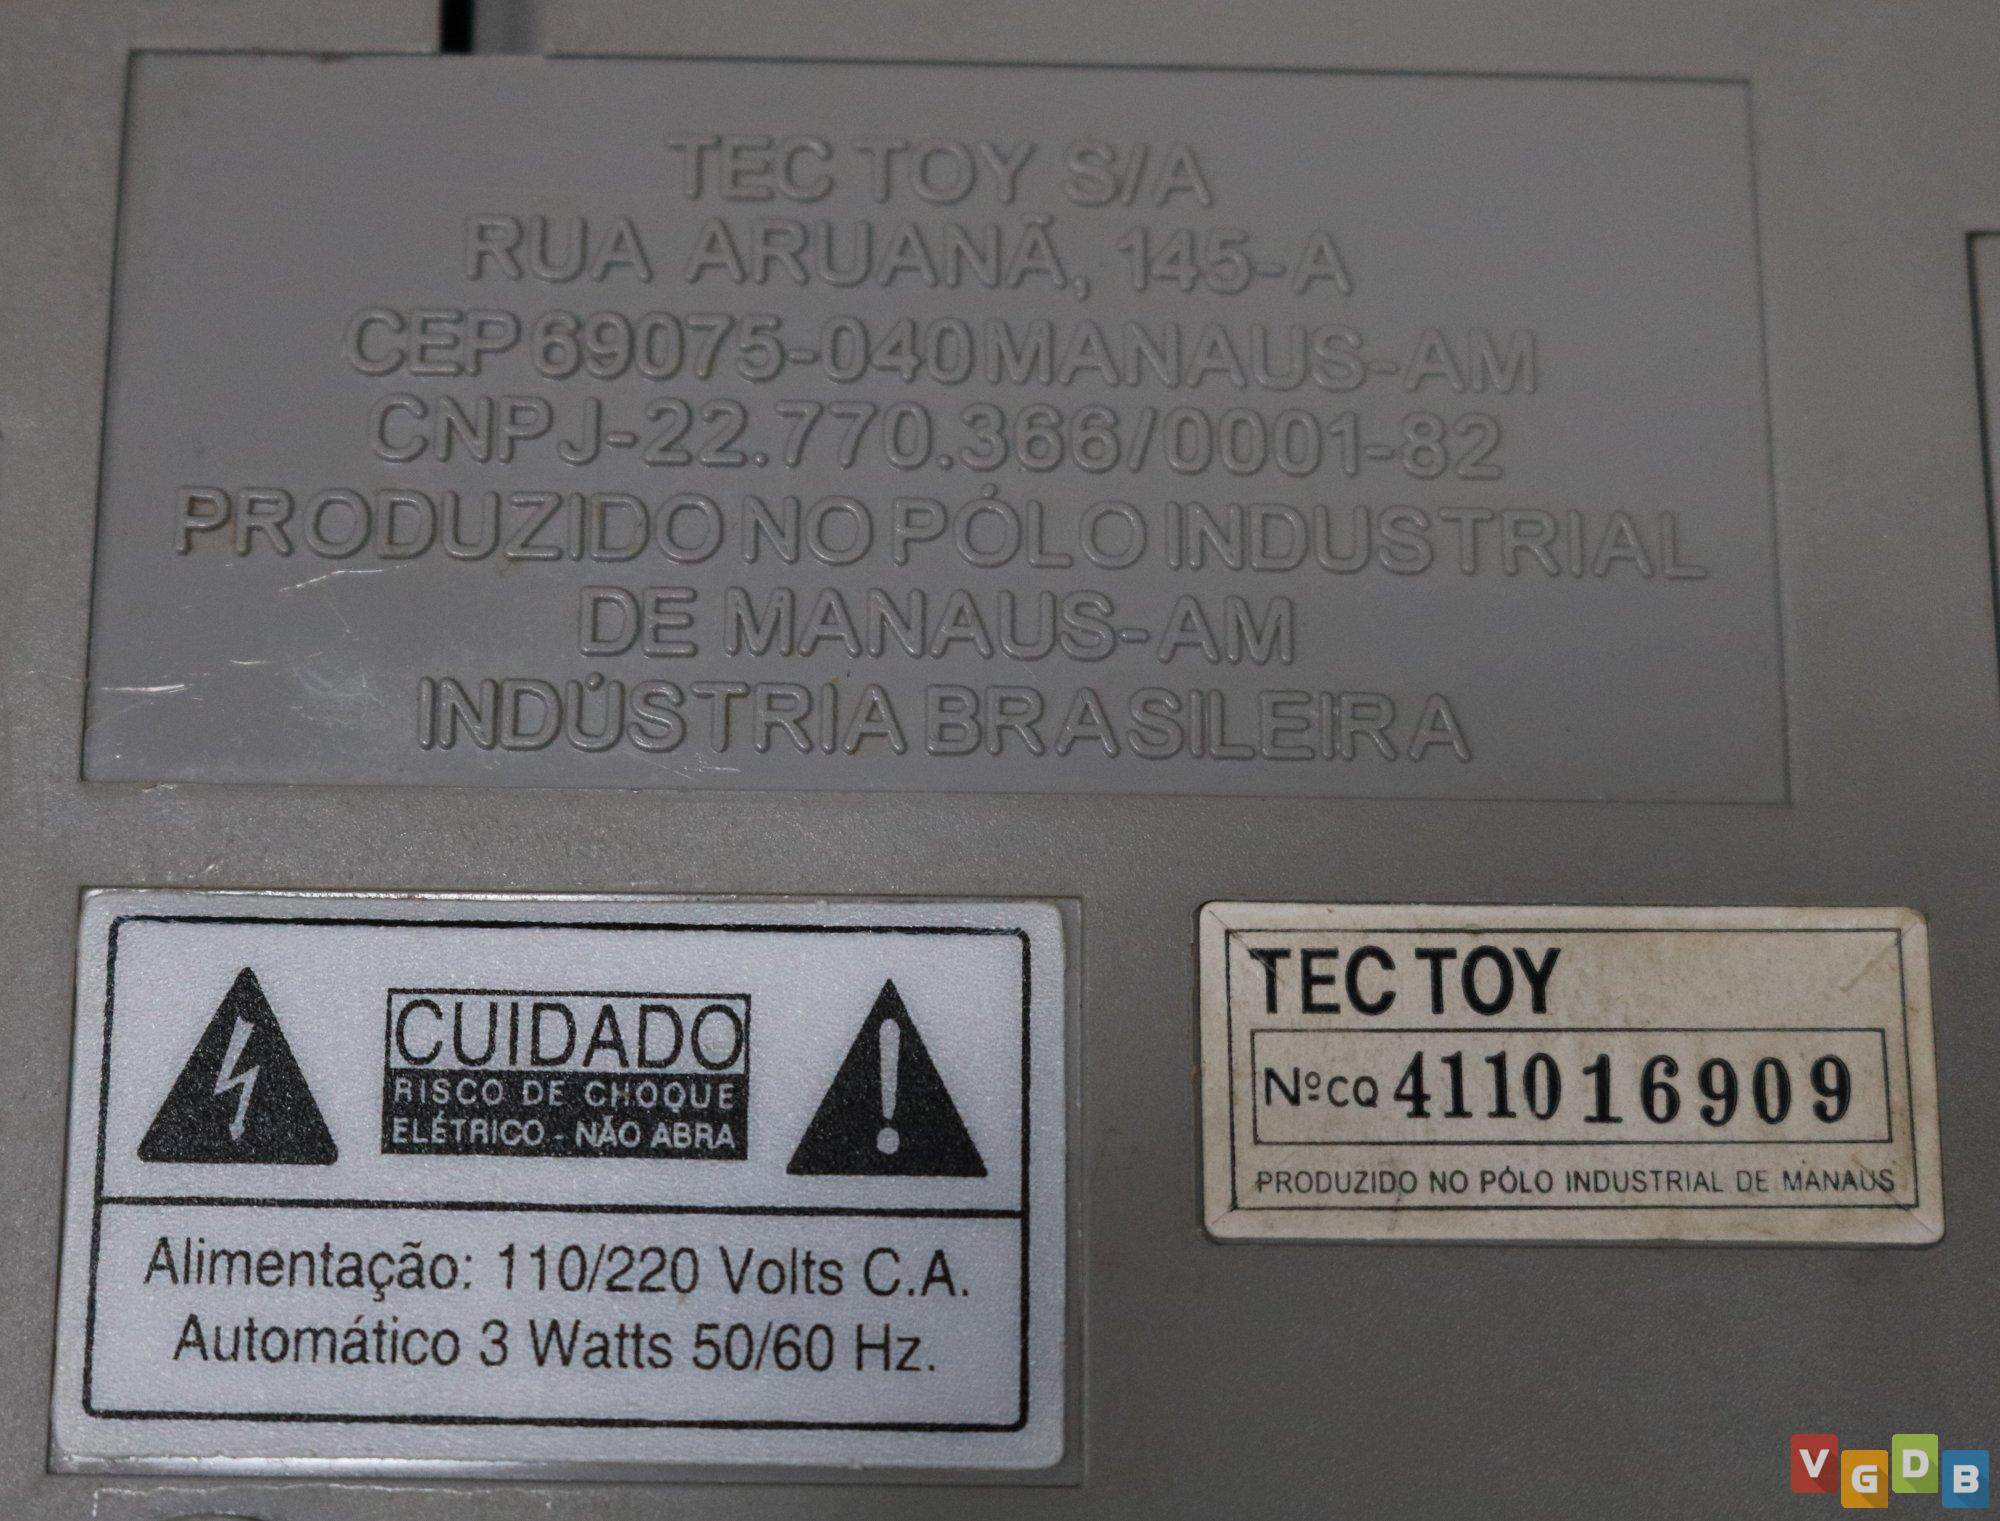 TEC TOY S/A
RUA ARUANÃ, 145-A
CEP 69075-040 MANAUS-AM
CNPJ-22.770.366/0001-82
PRODUZIDO NO PÓLO INDUSTRIAL
DE MANAUS-AM
INDÚSTRIA BRASILEIRA
CUIDADO
RISCO DE CHOQUE
ELÉTRICO - NÃO ABRA
Alimentação: 110/220 Volts C.A.
Automático 3 Watts 50/60 Hz.
TEC TOY
Nº CQ 411016909
PRODUZIDO NO PÓLO INDUSTRIAL DE MANAUS
VGDB